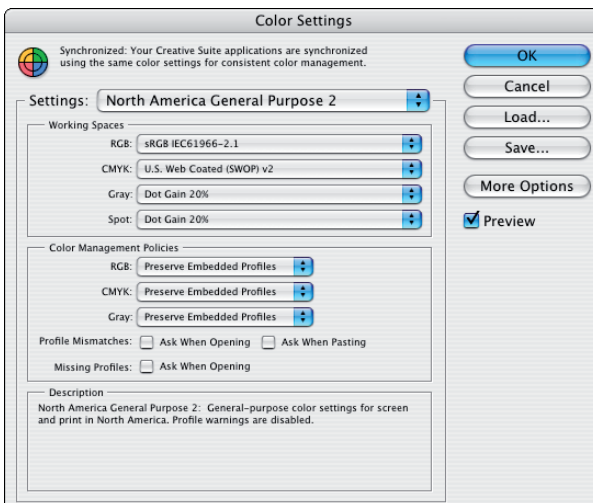 Color Settings
Synchronized: Your Creative Suite applications are synchronized
using the same color settings for consistent color management.
Settings: North America General Purpose 2
Working Spaces
RGB: sRGB IEC61966-2.1
CMYK: U.S. Web Coated (SWOP) v2
Gray: Dot Gain 20%
Spot: Dot Gain 20%
Color Management Policies
RGB: Preserve Embedded Profiles
CMYK: Preserve Embedded Profiles
Gray: Preserve Embedded Profiles
Profile Mismatches: Ask When Opening Ask When Pasting
Missing Profiles: Ask When Opening
Description
North America General Purpose 2: General-purpose color settings for screen
and print in North America. Profile warnings are disabled.
OK
Cancel
Load...
Save...
More Options
Preview